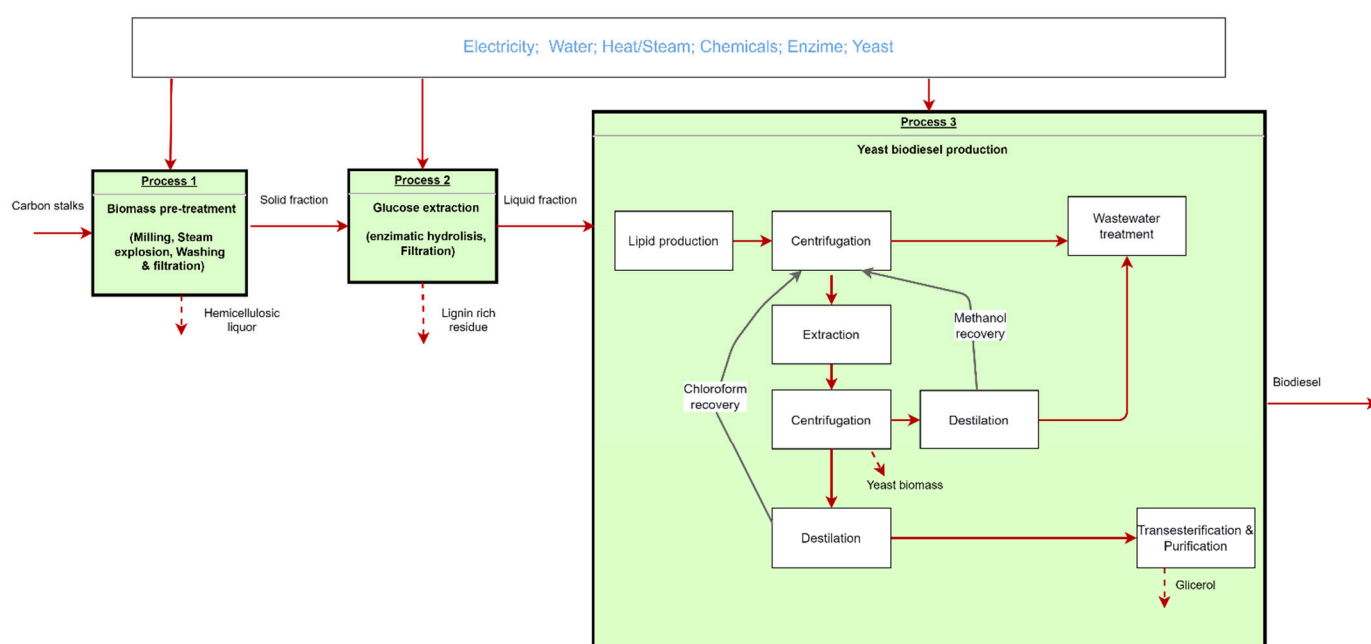 Electricity;  Water; Heat/Steam; Chemicals; Enzime; Yeast
Process 1
Biomass pre-treatment
(Milling, Steam
explosion, Washing
& filtration)
Carbon stalks
Hemicellulosic
liquor
Solid fraction
Process 2
Glucose extraction
(enzimatic hydrolisis,
Filtration)
Lignin rich
residue
Liquid fraction
Process 3
Yeast biodiesel production
Lipid production
Centrifugation
Wastewater
treatment
Extraction
Methanol
recovery
Chloroform
recovery
Centrifugation
Destilation
Yeast biomass
Destilation
Transesterification &
Purification
Glicerol
Biodiesel